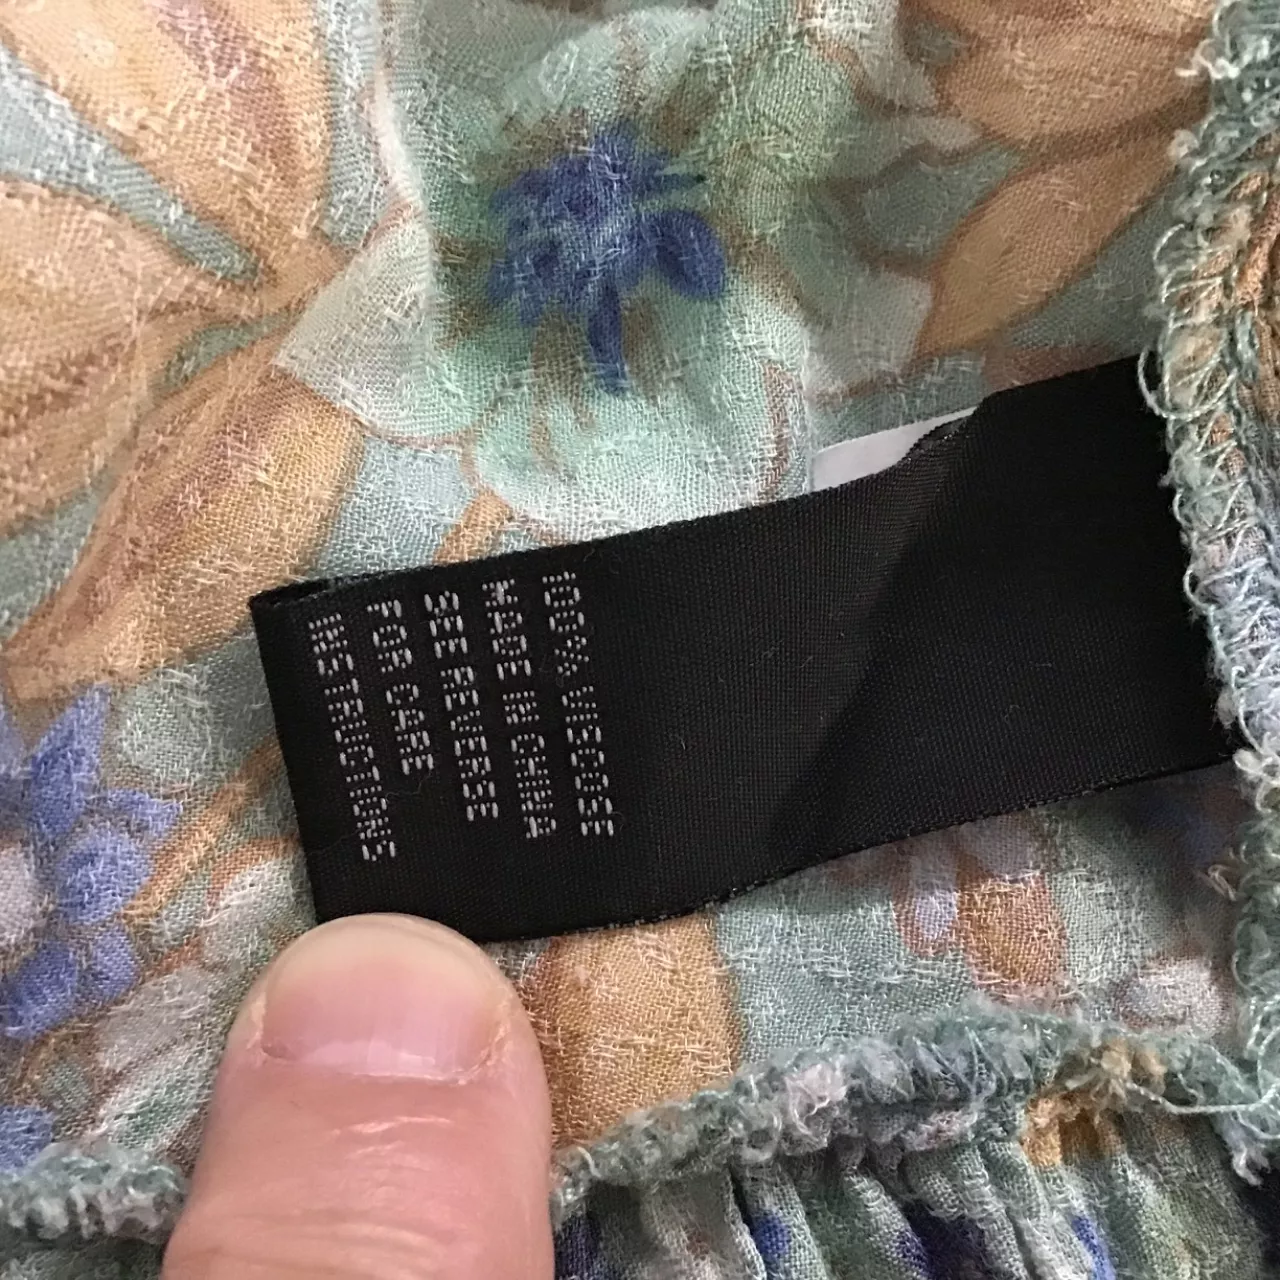 100% VISCOSE
MADE IN CHINA
SEE REVERSE
FOR CARE
INSTRUCTIONS